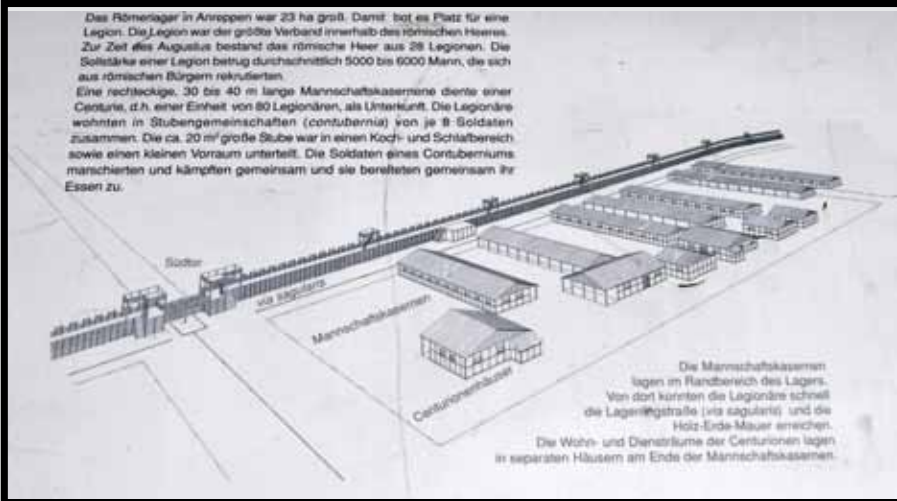 Das Römerlager in Anreppen war 23 ha groß. Damit bot es Platz für eine
Legion. Die Legion war der größte Verband innerhalb des römischen Heeres.
Zur Zeit des Augustus bestand das römische Heer aus 28 Legionen. Die
Sollstärke einer Legion betrug durchschnittlich 5000 bis 6000 Mann, die sich
aus römischen Bürgern rekrutierten.
Eine rechteckige, 30 bis 40 m lange Mannschaftskaserne diente einer
Centurie, d.h. einer Einheit von 80 Legionären, als Unterkunft. Die Legionäre
wohnten in Stubengemeinschaften (contubernia) von je 8 Soldaten
zusammen. Die ca. 20 m² große Stube war in einen Koch- und Schlafbereich
sowie einen kleinen Vorraum unterteilt. Die Soldaten eines Contuberniums
marschierten und kämpften gemeinsam und sie bereiteten gemeinsam ihr
Essen zu.
Südtor
via sagularis
Mannschaftskasernen
Centurionenhäuser
Die Mannschaftskasernen
lagen im Randbereich des Lagers.
Von dort konnten die Legionäre schnell
die Lagerringstraße (via sagularis) und die
Holz-Erde-Mauer erreichen.
Die Wohn- und Diensträume der Centurionen lagen
in separaten Häusern am Ende der Mannschaftskasernen.